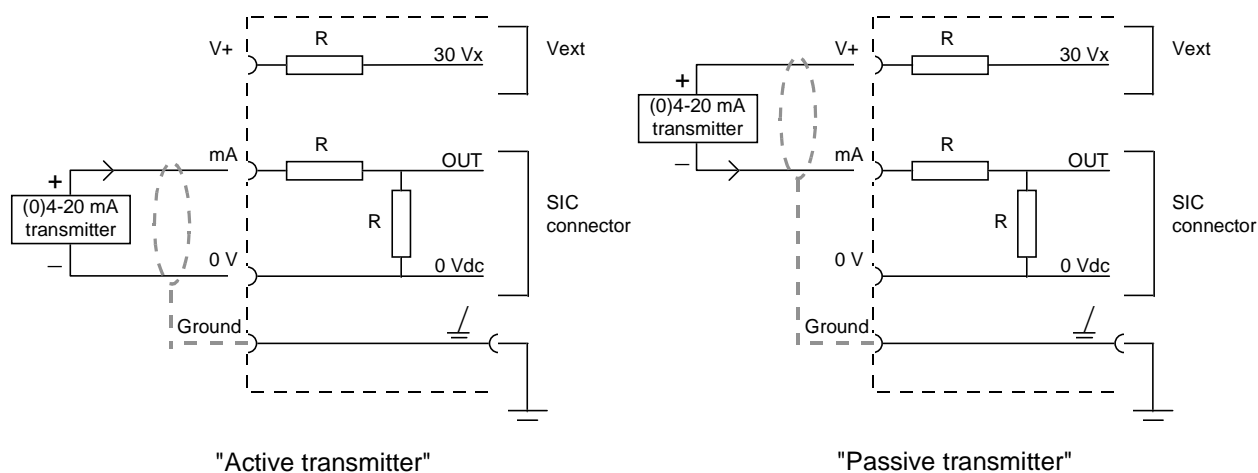 V+
R
30 Vx
Vext
mA
R
OUT
+
(0)4-20 mA
transmitter
–
R
SIC
connector
0 V
0 Vdc
Ground
"Active transmitter"
V+
R
30 Vx
Vext
+
(0)4-20 mA
transmitter
–
mA
R
OUT
R
SIC
connector
0 V
0 Vdc
Ground
"Passive transmitter"